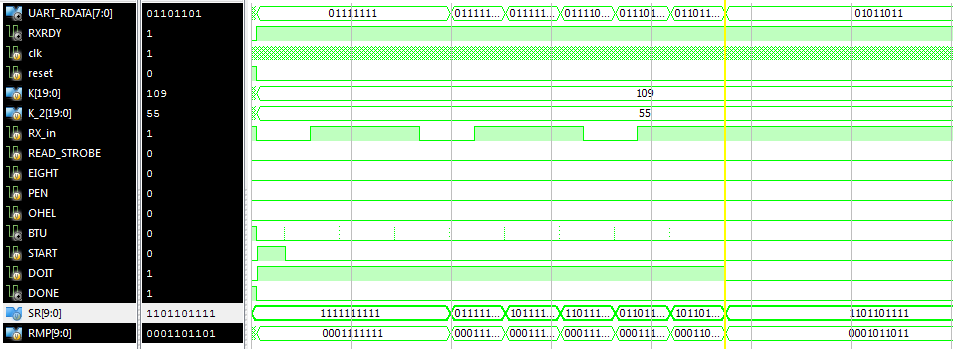 UART_RDATA[7:0] 01101101 01111111 011111... 011111... 011110... 011101... 011011... 01011011
RXRDY 1
clk 1
reset 0
K[19:0] 109 109
K_2[19:0] 55 55
RX_in 1
READ_STROBE 0
EIGHT 0
PEN 0
OHEL 0
BTU 0
START 0
DOIT 1
DONE 1
SR[9:0] 1101101111 1111111111 011111... 101111... 110111... 011011... 101101... 1101101111
RMP[9:0] 0001101101 0001111111 000111... 000111... 000111... 000111... 000110... 0001011011